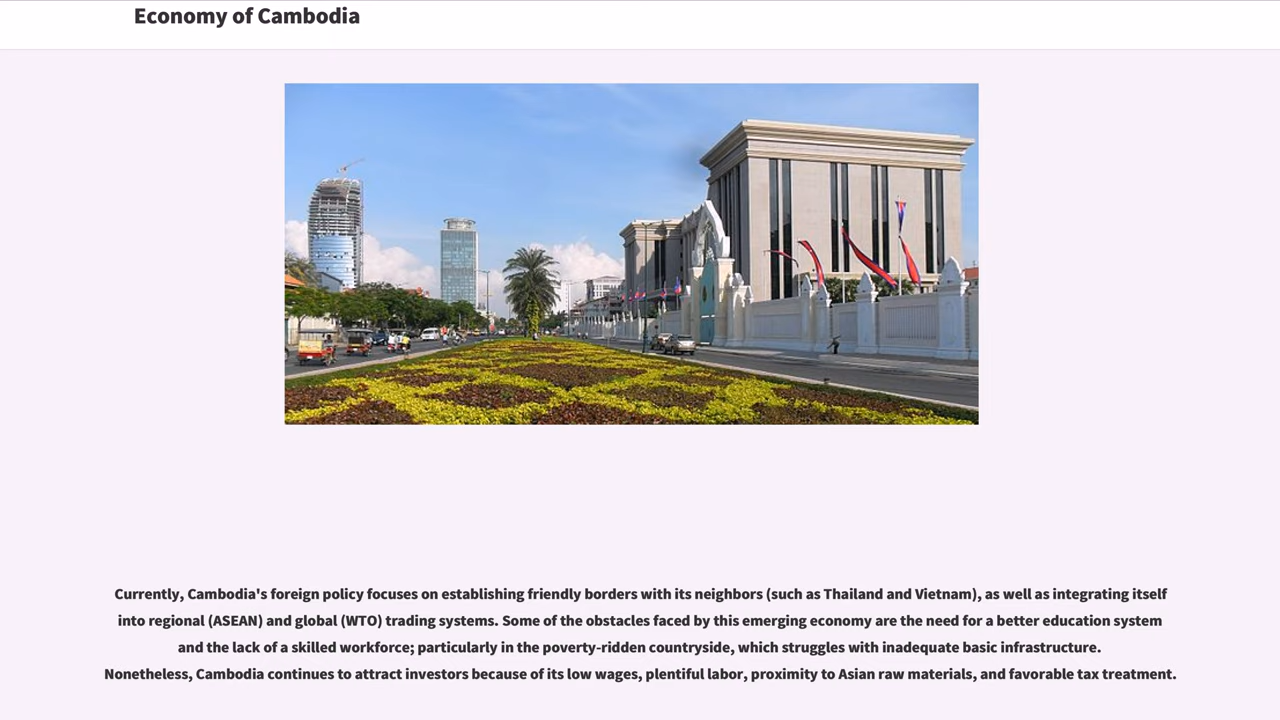 Economy of Cambodia
Currently, Cambodia's foreign policy focuses on establishing friendly borders with its neighbors (such as Thailand and Vietnam), as well as integrating itself
into regional (ASEAN) and global (WTO) trading systems. Some of the obstacles faced by this emerging economy are the need for a better education system
and the lack of a skilled workforce; particularly in the poverty-ridden countryside, which struggles with inadequate basic infrastructure.
Nonetheless, Cambodia continues to attract investors because of its low wages, plentiful labor, proximity to Asian raw materials, and favorable tax treatment.